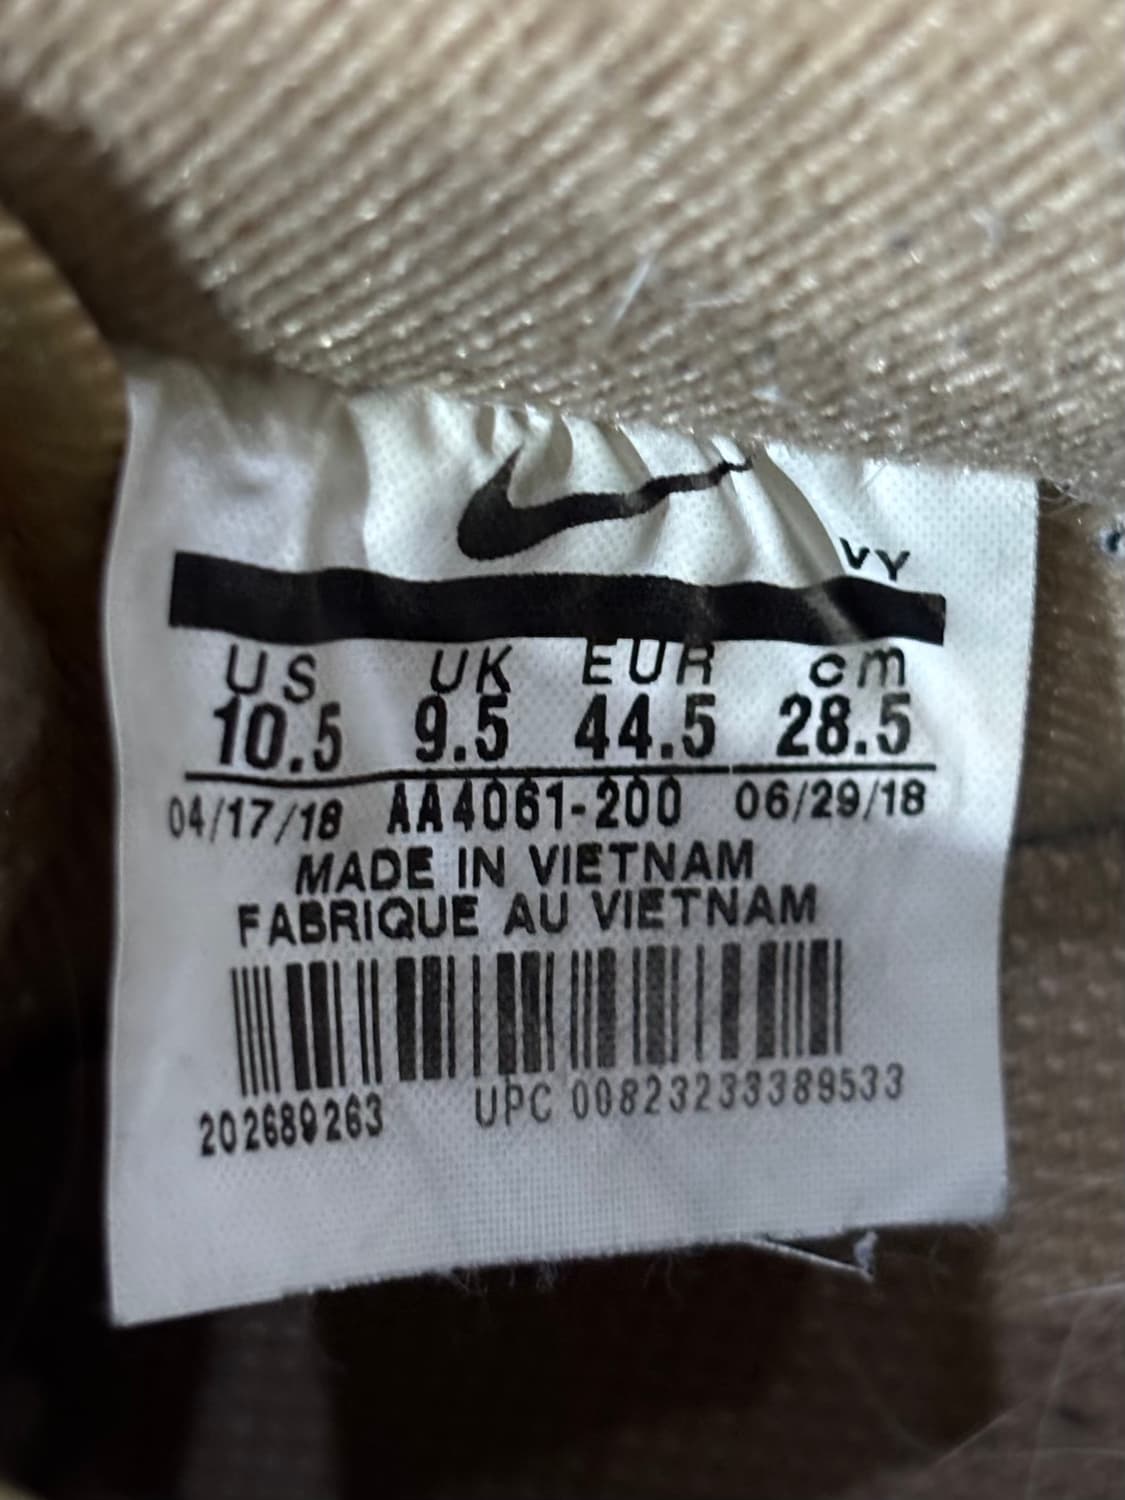 VY
US UK EUR cm
10.5 9.5 44.5 28.5
04/17/18 AA4061-200 06/29/18
MADE IN VIETNAM
FABRIQUE AU VIETNAM
202689263 UPC 00823233389533